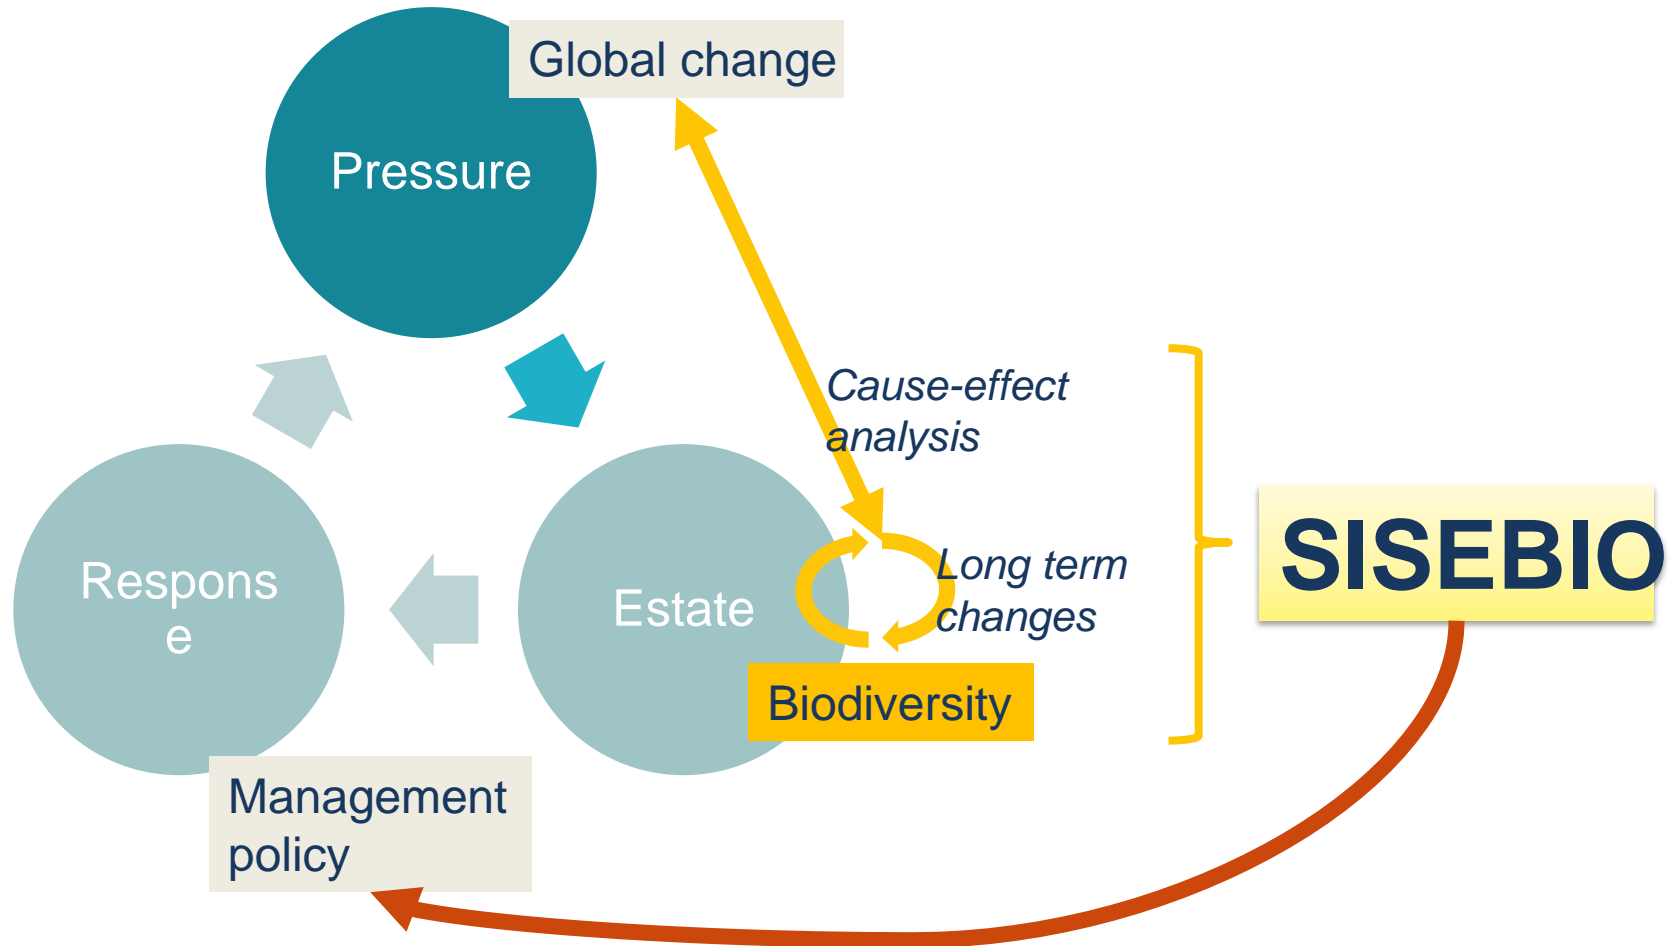 Global change
Pressure
Cause-effect
analysis
Respons
e
Estate
Long term
changes
SISEBIO
Biodiversity
Management
policy